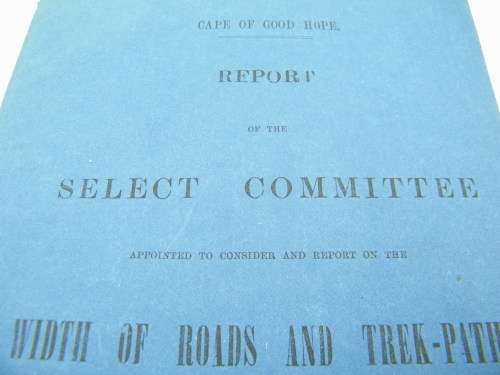 CAPE OF GOOD HOPE.
REPORT
OF THE
SELECT COMMITTEE
APPOINTED TO CONSIDER AND REPORT ON THE
WIDTH OF ROADS AND TREK-PATH